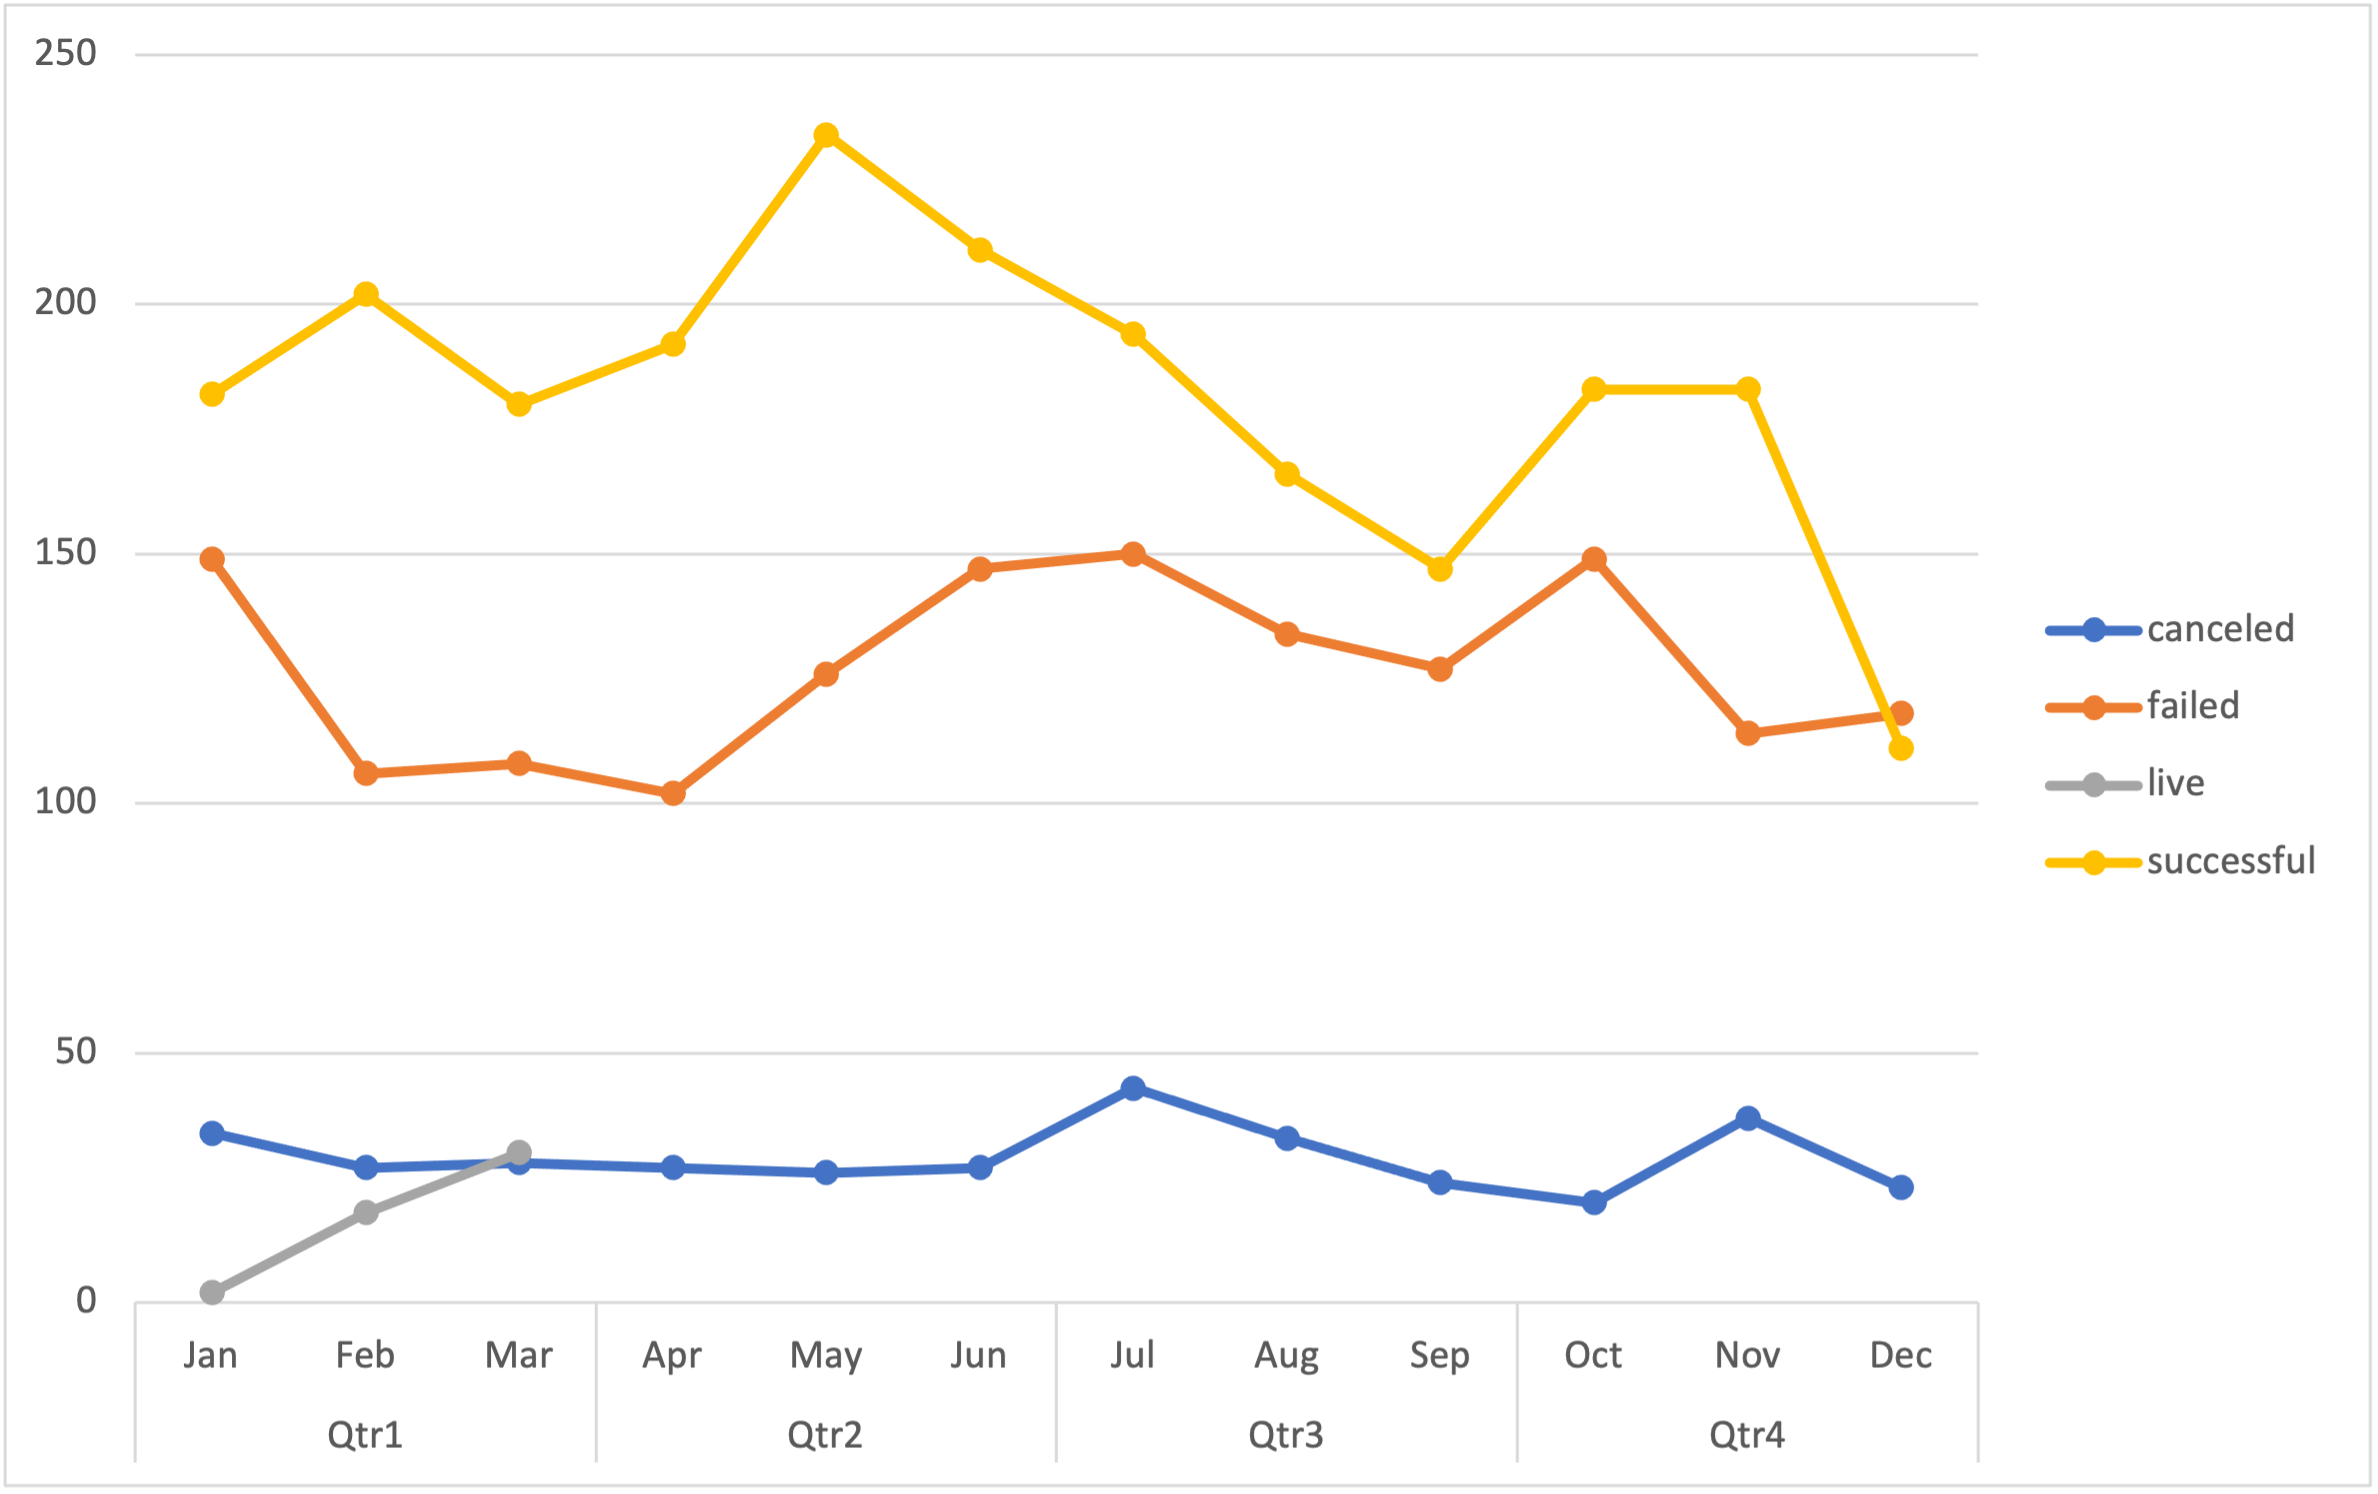 250
200
150
100
50
0
Jan Feb Mar Apr May Jun Jul Aug Sep Oct Nov Dec
Qtr1 Qtr2 Qtr3 Qtr4
canceled
failed
live
successful